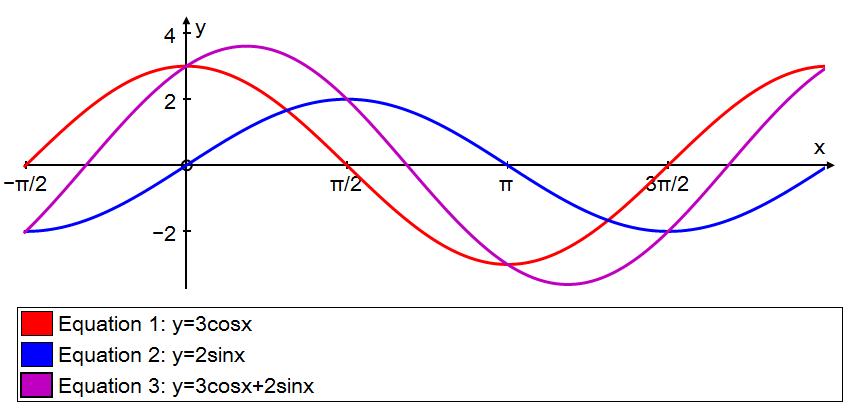 4
y
2
x
−π/2
π/2
π
3π/2
−2
Equation 1: y=3cosx
Equation 2: y=2sinx
Equation 3: y=3cosx+2sinx